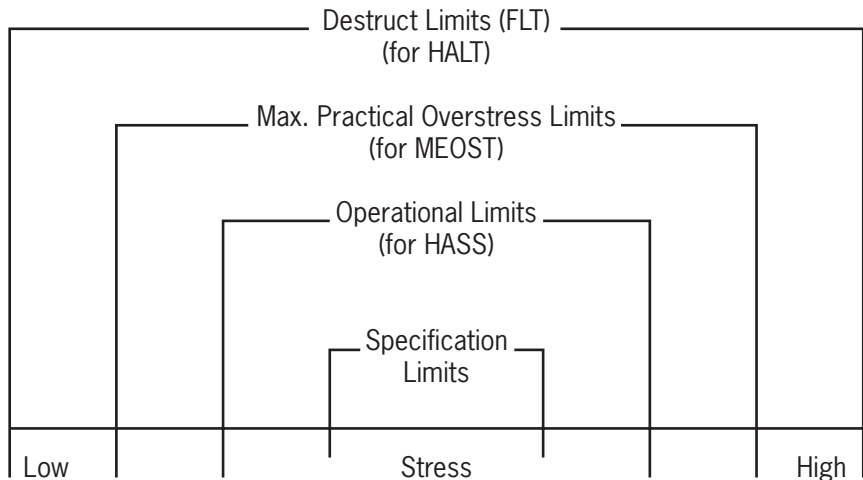 Destruct Limits (FLT)
(for HALT)
Max. Practical Overstress Limits
(for MEOST)
Operational Limits
(for HASS)
Specification
Limits
Low Stress High